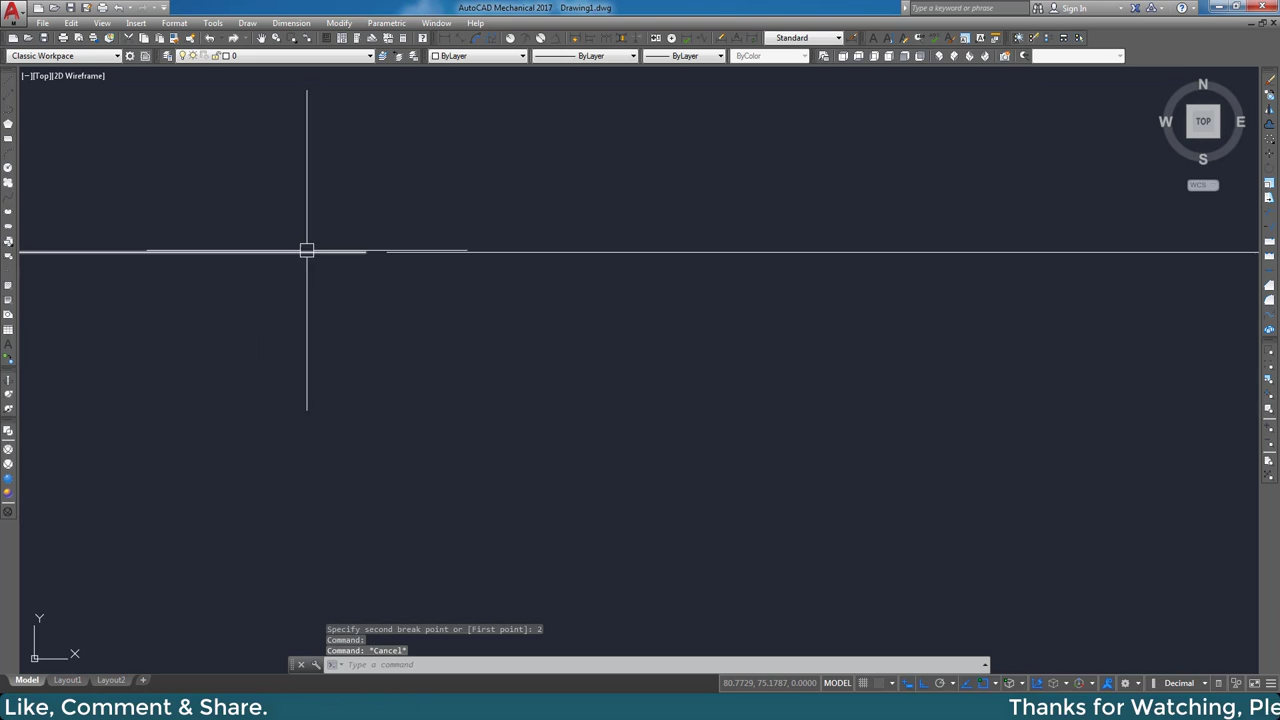 AutoCAD Mechanical 2017 Drawing1.dwg
Type a keyword or phrase
Sign In
File Edit View Insert Format Tools Draw Dimension Modify Parametric Window Help
Standard
Classic Workspace
0
ByLayer
ByLayer
ByLayer
ByColor
[−][Top][2D Wireframe]
N
W TOP E
S
WCS
Y
X
Specify second break point or [First point]: 2
Command:
Command: *Cancel*
Type a command
Model Layout1 Layout2 +
80.7729, 75.1787, 0.0000 MODEL
1:1
Decimal
Like, Comment & Share.
Thanks for Watching, Ple